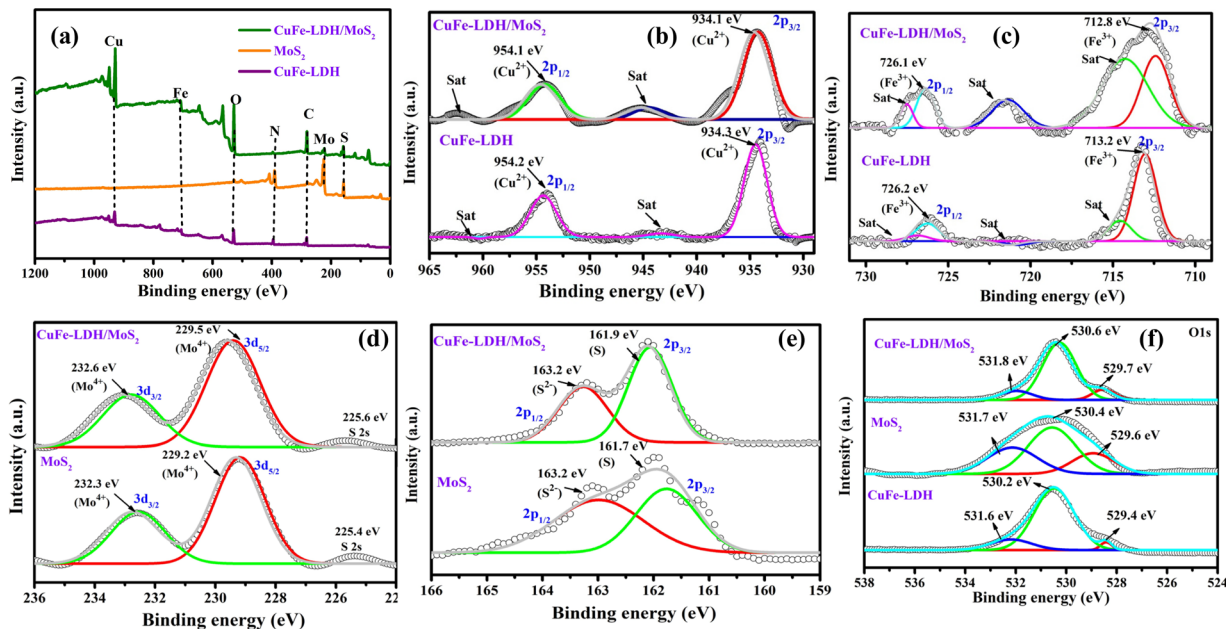 (a)
CuFe-LDH/MoS₂
MoS₂
CuFe-LDH
Cu
Fe
O
N
C
Mo
S
Intensity (a.u.)
1200 1000 800 600 400 200 0
Binding energy (eV)
(b)
CuFe-LDH/MoS₂
934.1 eV
(Cu²⁺)
2p₃/₂
954.1 eV
(Cu²⁺)
2p₁/₂
Sat
Sat
CuFe-LDH
934.3 eV
(Cu²⁺)
2p₃/₂
954.2 eV
(Cu²⁺)
2p₁/₂
Sat
Sat
Intensity (a.u.)
965 960 955 950 945 940 935 930
Binding energy (eV)
(c)
CuFe-LDH/MoS₂
712.8 eV
(Fe³⁺)
2p₃/₂
726.1 eV
(Fe³⁺)
2p₁/₂
Sat
Sat
Sat
CuFe-LDH
713.2 eV
(Fe³⁺)
2p₃/₂
726.2 eV
(Fe³⁺)
2p₁/₂
Sat
Sat
Sat
Intensity (a.u.)
730 725 720 715 710
Binding energy (eV)
(d)
CuFe-LDH/MoS₂
229.5 eV
(Mo⁴⁺)
3d₅/₂
232.6 eV
(Mo⁴⁺)
3d₃/₂
225.6 eV
S 2s
MoS₂
229.2 eV
(Mo⁴⁺)
3d₅/₂
232.3 eV
(Mo⁴⁺)
3d₃/₂
225.4 eV
S 2s
Intensity (a.u.)
236 234 232 230 228 226 224 22
Binding energy (eV)
(e)
CuFe-LDH/MoS₂
161.9 eV
(S)
2p₃/₂
163.2 eV
(S²⁻)
2p₁/₂
MoS₂
161.7 eV
(S)
2p₃/₂
163.2 eV
(S²⁻)
2p₁/₂
Intensity (a.u.)
166 165 164 163 162 161 160 159
Binding energy (eV)
(f)
O1s
CuFe-LDH/MoS₂
530.6 eV
531.8 eV
529.7 eV
MoS₂
530.4 eV
531.7 eV
529.6 eV
CuFe-LDH
530.2 eV
531.6 eV
529.4 eV
Intensity (a.u.)
538 536 534 532 530 528 526 524
Binding energy (eV)